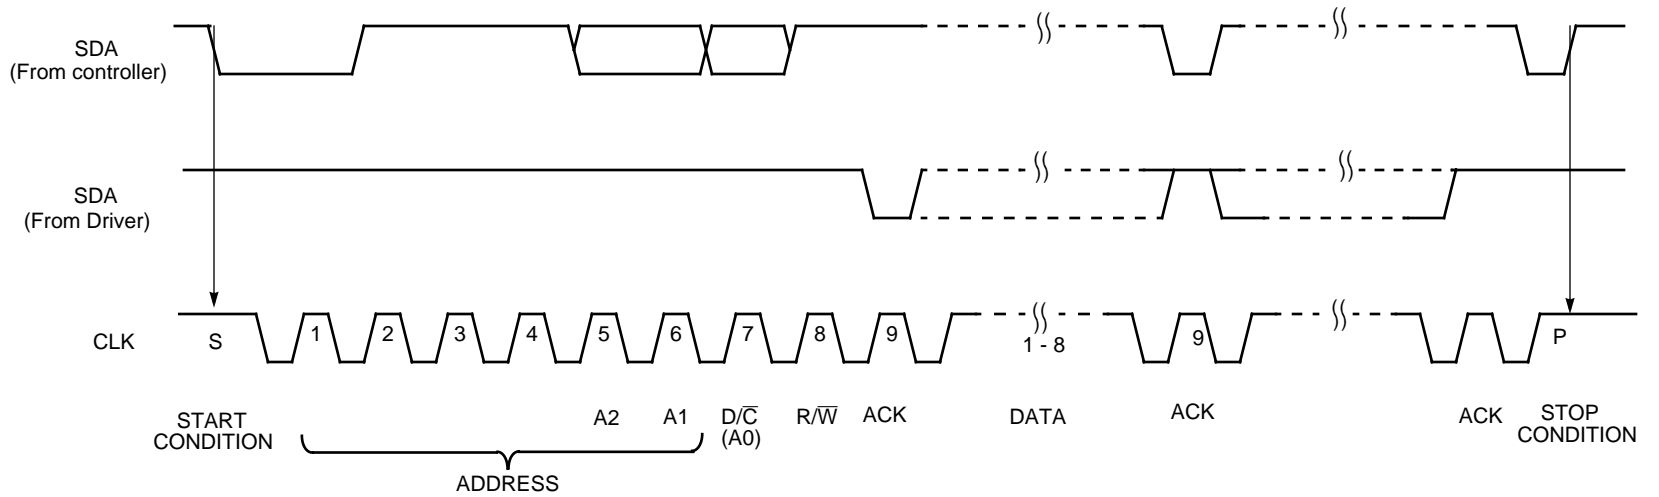 SDA
(From controller)
SDA
(From Driver)
CLK
S
1
2
3
4
5
6
7
8
9
1 - 8
9
P
START
CONDITION
A2
A1
D/C̅
(A0)
R/W̅
ACK
DATA
ACK
ACK
STOP
CONDITION
ADDRESS